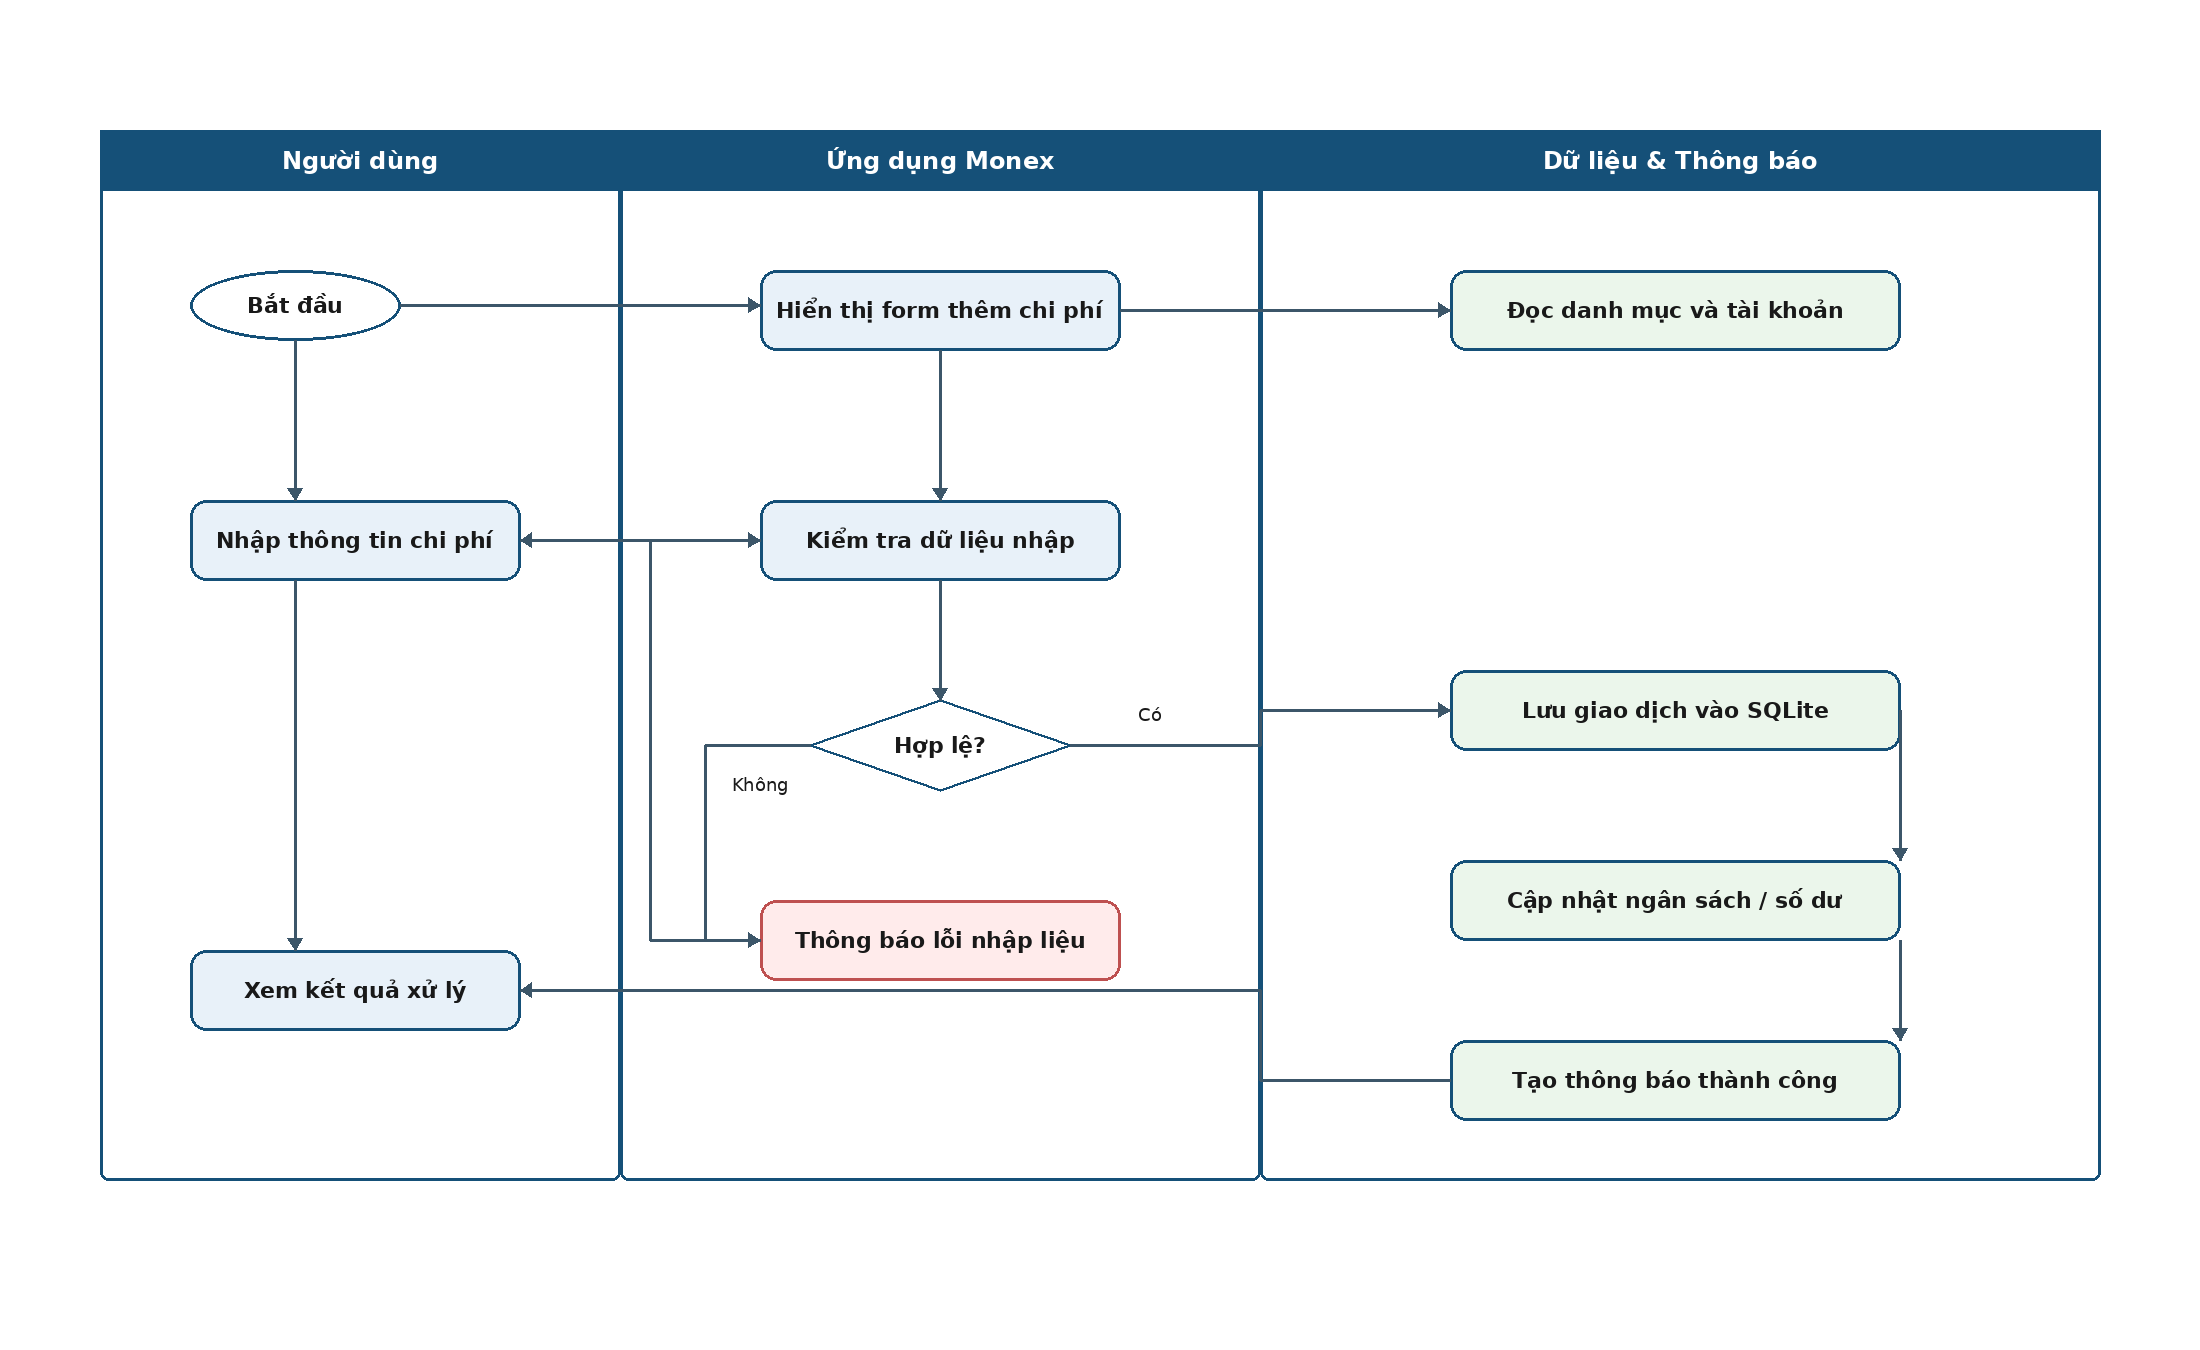 Người dùng
Ứng dụng Monex
Dữ liệu & Thông báo
Bắt đầu
Hiển thị form thêm chi phí
Đọc danh mục và tài khoản
Nhập thông tin chi phí
Kiểm tra dữ liệu nhập
Lưu giao dịch vào SQLite
Có
Hợp lệ?
Không
Cập nhật ngân sách / số dư
Thông báo lỗi nhập liệu
Xem kết quả xử lý
Tạo thông báo thành công